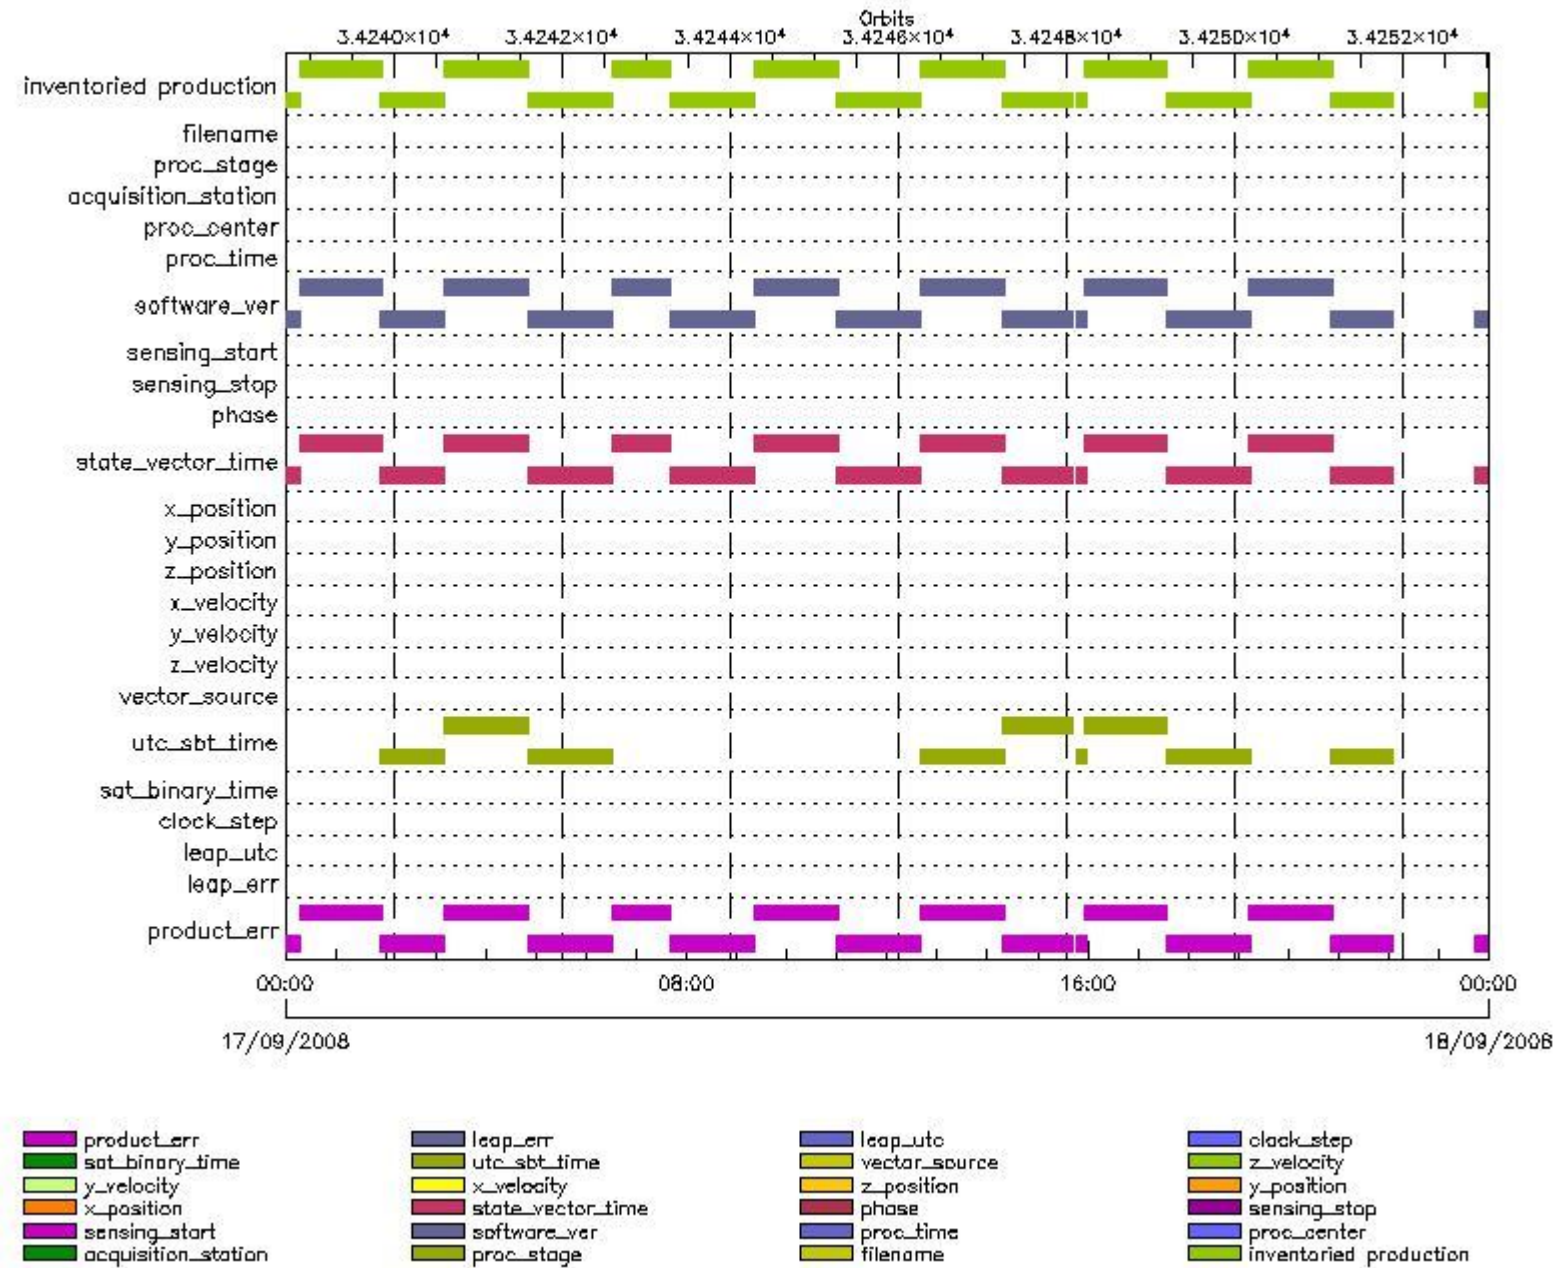 Orbits
3.4240×10⁴ 3.4242×10⁴ 3.4244×10⁴ 3.4246×10⁴ 3.4248×10⁴ 3.4250×10⁴ 3.4252×10⁴
inventoried production
filename
proc_stage
acquisition_station
proc_center
proc_time
software_ver
sensing_start
sensing_stop
phase
state_vector_time
x_position
y_position
z_position
x_velocity
y_velocity
z_velocity
vector_source
utc_sbt_time
sat_binary_time
clock_step
leap_utc
leap_err
product_err
00:00 08:00 16:00 00:00
17/09/2008 18/09/2008
product_err leap_err leap_utc clock_step
sat_binary_time utc_sbt_time vector_source z_velocity
y_velocity x_velocity z_position y_position
x_position state_vector_time phase sensing_stop
sensing_start software_ver proc_time proc_center
acquisition_station proc_stage filename inventoried production